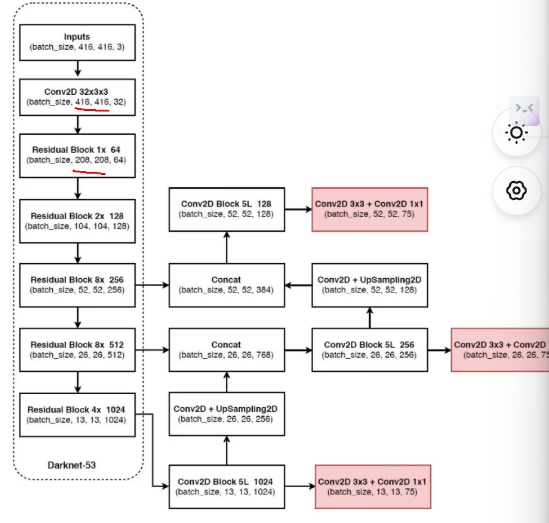 Inputs
(batch_size, 416, 416, 3)
Conv2D 32x3x3
(batch_size, 416, 416, 32)
Residual Block 1x 64
(batch_size, 208, 208, 64)
Residual Block 2x 128
(batch_size, 104, 104, 128)
Residual Block 8x 256
(batch_size, 52, 52, 256)
Residual Block 8x 512
(batch_size, 26, 26, 512)
Residual Block 4x 1024
(batch_size, 13, 13, 1024)
Darknet-53
Conv2D Block 5L 128
(batch_size, 52, 52, 128)
Conv2D 3x3 + Conv2D 1x1
(batch_size, 52, 52, 75)
Concat
(batch_size, 52, 52, 384)
Conv2D + UpSampling2D
(batch_size, 52, 52, 128)
Concat
(batch_size, 26, 26, 768)
Conv2D Block 5L 256
(batch_size, 26, 26, 256)
Conv2D 3x3 + Conv2D
(batch_size, 26, 26, 75
Conv2D + UpSampling2D
(batch_size, 26, 26, 256)
Conv2D Block 5L 1024
(batch_size, 13, 13, 1024)
Conv2D 3x3 + Conv2D 1x1
(batch_size, 13, 13, 75)